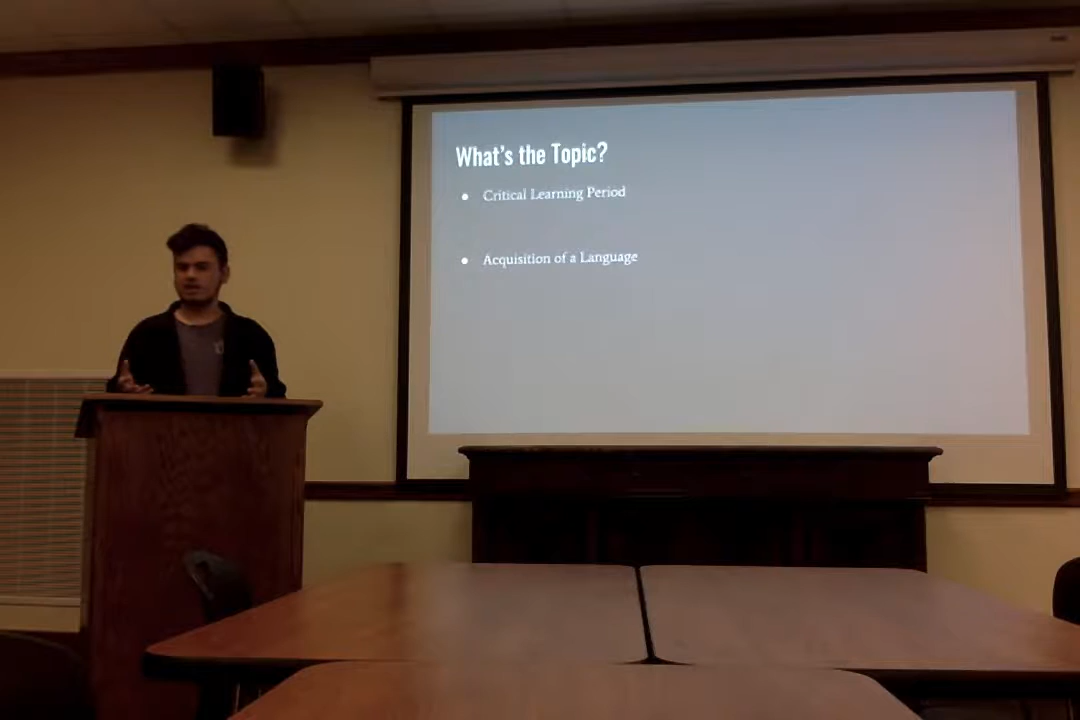 What's the Topic?
Critical Learning Period
Acquisition of a Language